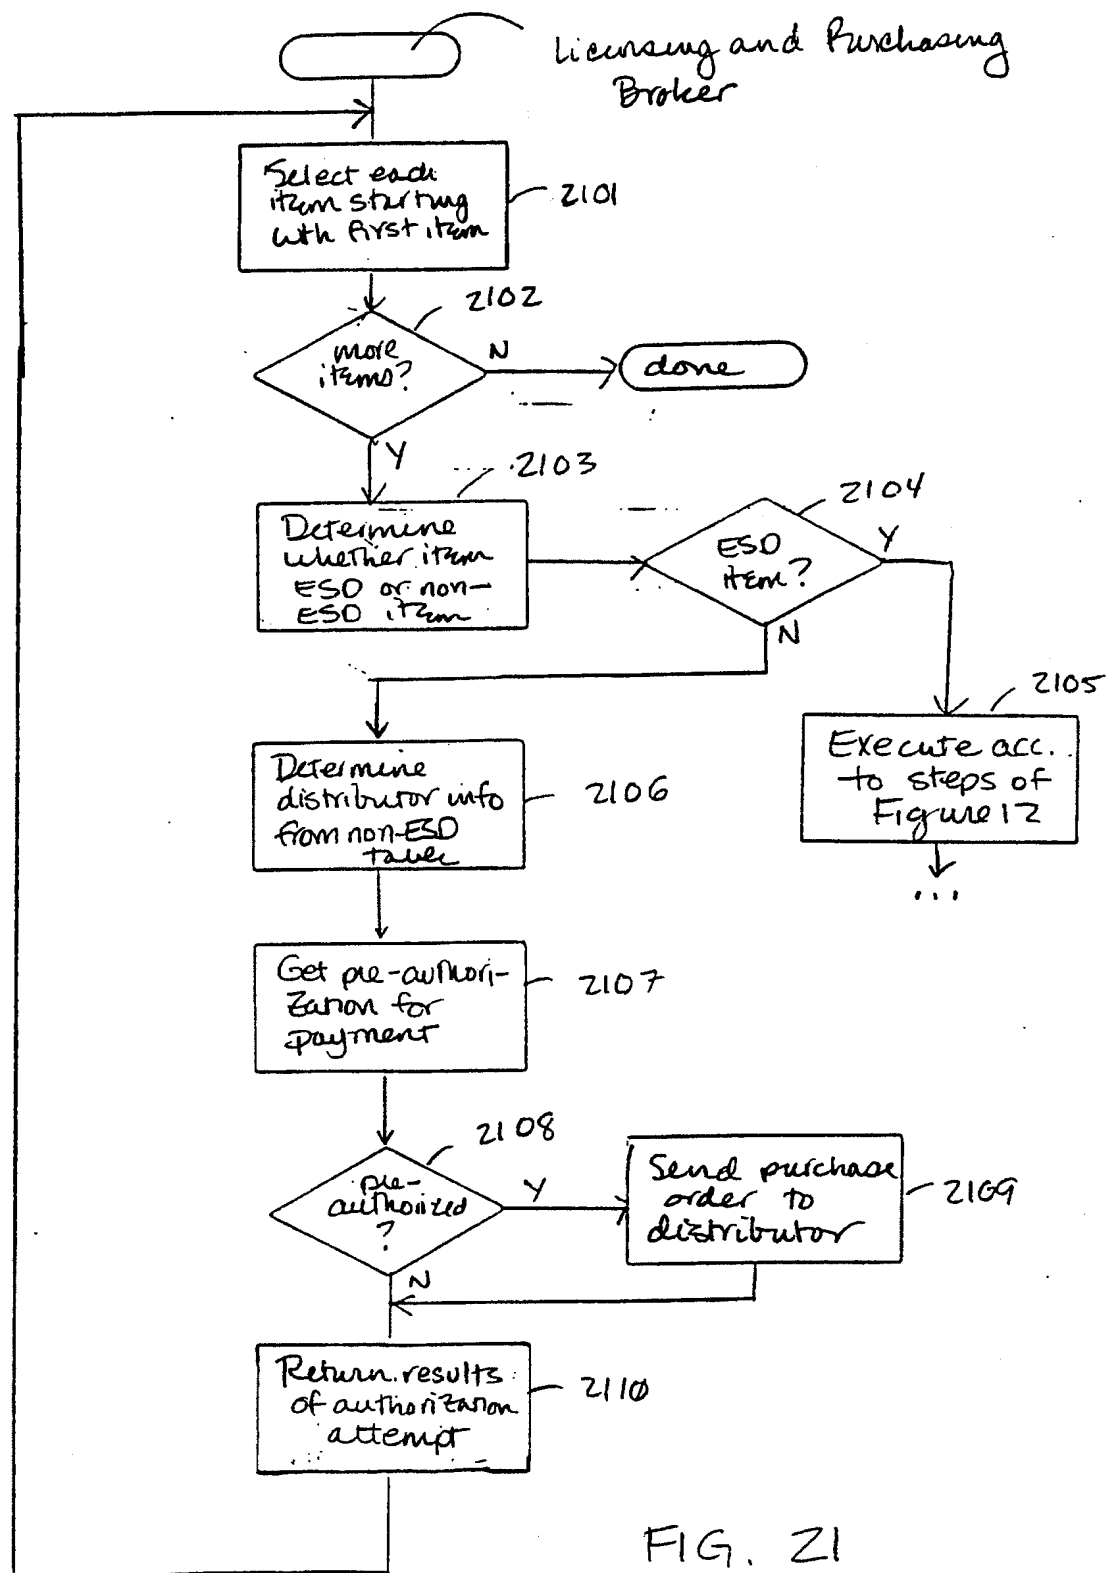 Licensing and Purchasing
Broker
Select each
item starting
with first item
2101
2102
more
items?
N
done
Y
2103
Determine
whether item
ESD or non-
ESD item
2104
ESD
item?
Y
N
2105
Execute acc.
to steps of
Figure 12
...
Determine
distributor info
from non-ESD
table
2106
Get pre-authori-
zation for
payment
2107
2108
pre-
authorized
?
Y
N
Send purchase
order to
distributor
2109
Return results
of authorization
attempt
2110
FIG. 21